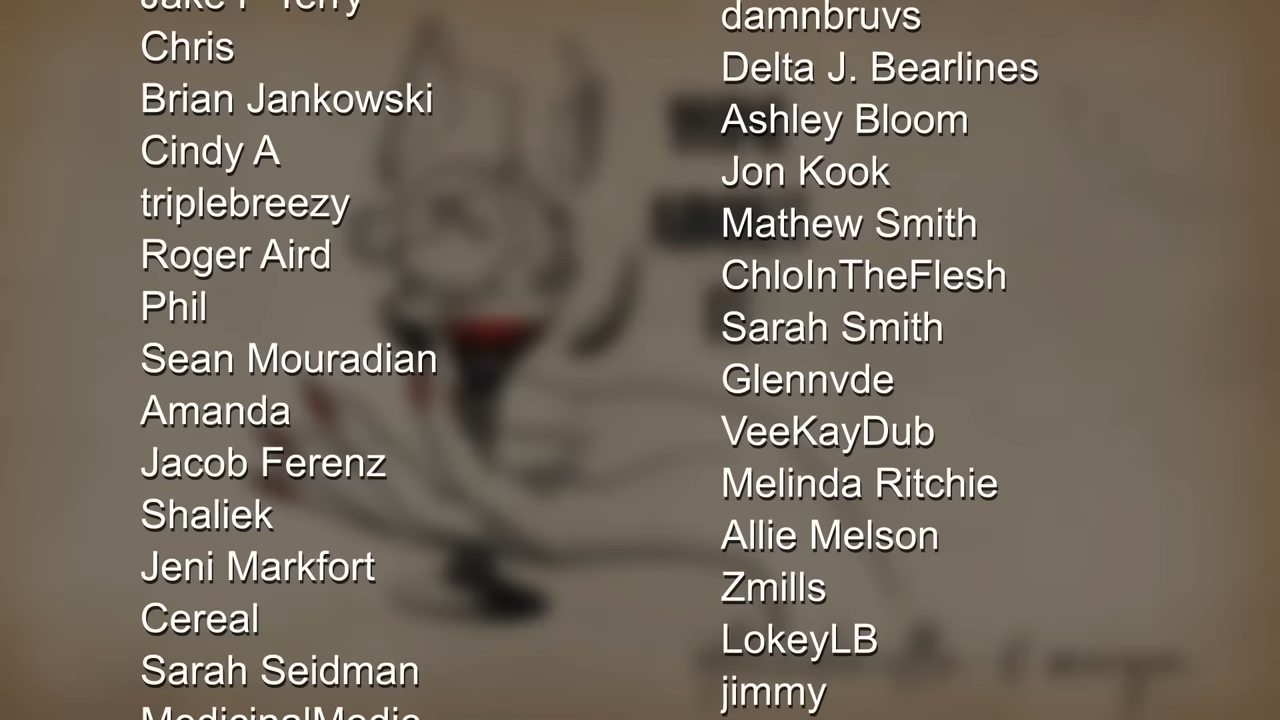 Chris
Brian Jankowski
Cindy A
triplebreezy
Roger Aird
Phil
Sean Mouradian
Amanda
Jacob Ferenz
Shaliek
Jeni Markfort
Cereal
Sarah Seidman
MedicinalMedic
damnbruvs
Delta J. Bearlines
Ashley Bloom
Jon Kook
Mathew Smith
ChloInTheFlesh
Sarah Smith
Glennvde
VeeKayDub
Melinda Ritchie
Allie Melson
Zmills
LokeyLB
jimmy